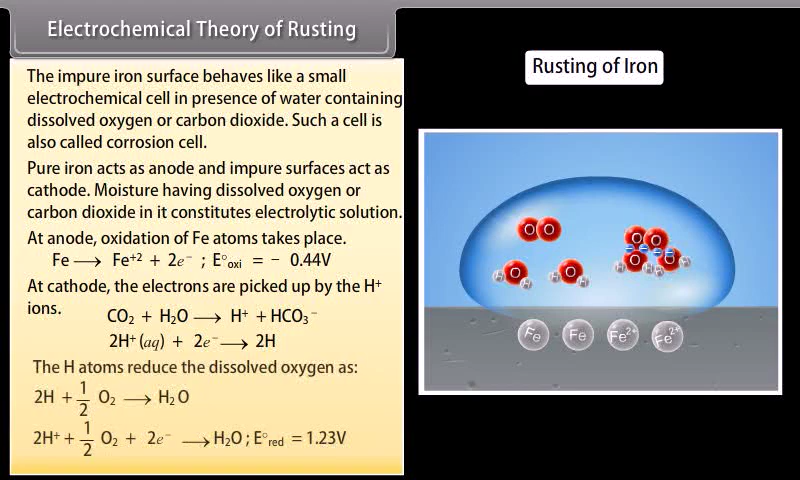 Electrochemical Theory of Rusting
The impure iron surface behaves like a small
electrochemical cell in presence of water containing
dissolved oxygen or carbon dioxide. Such a cell is
also called corrosion cell.
Pure iron acts as anode and impure surfaces act as
cathode. Moisture having dissolved oxygen or
carbon dioxide in it constitutes electrolytic solution.
At anode, oxidation of Fe atoms takes place.
Fe ⟶ Fe⁺² + 2e⁻ ; E°oxi = − 0.44V
At cathode, the electrons are picked up by the H⁺
ions.
CO₂ + H₂O ⟶ H⁺ + HCO₃⁻
2H⁺(aq) + 2e⁻ ⟶ 2H
The H atoms reduce the dissolved oxygen as:
2H + 1/2 O₂ ⟶ H₂O
2H⁺ + 1/2 O₂ + 2e⁻ ⟶ H₂O ; E°red = 1.23V
Rusting of Iron
O O
O O
O O
H H H
O O
H H H H
Fe Fe Fe²⁺ Fe²⁺